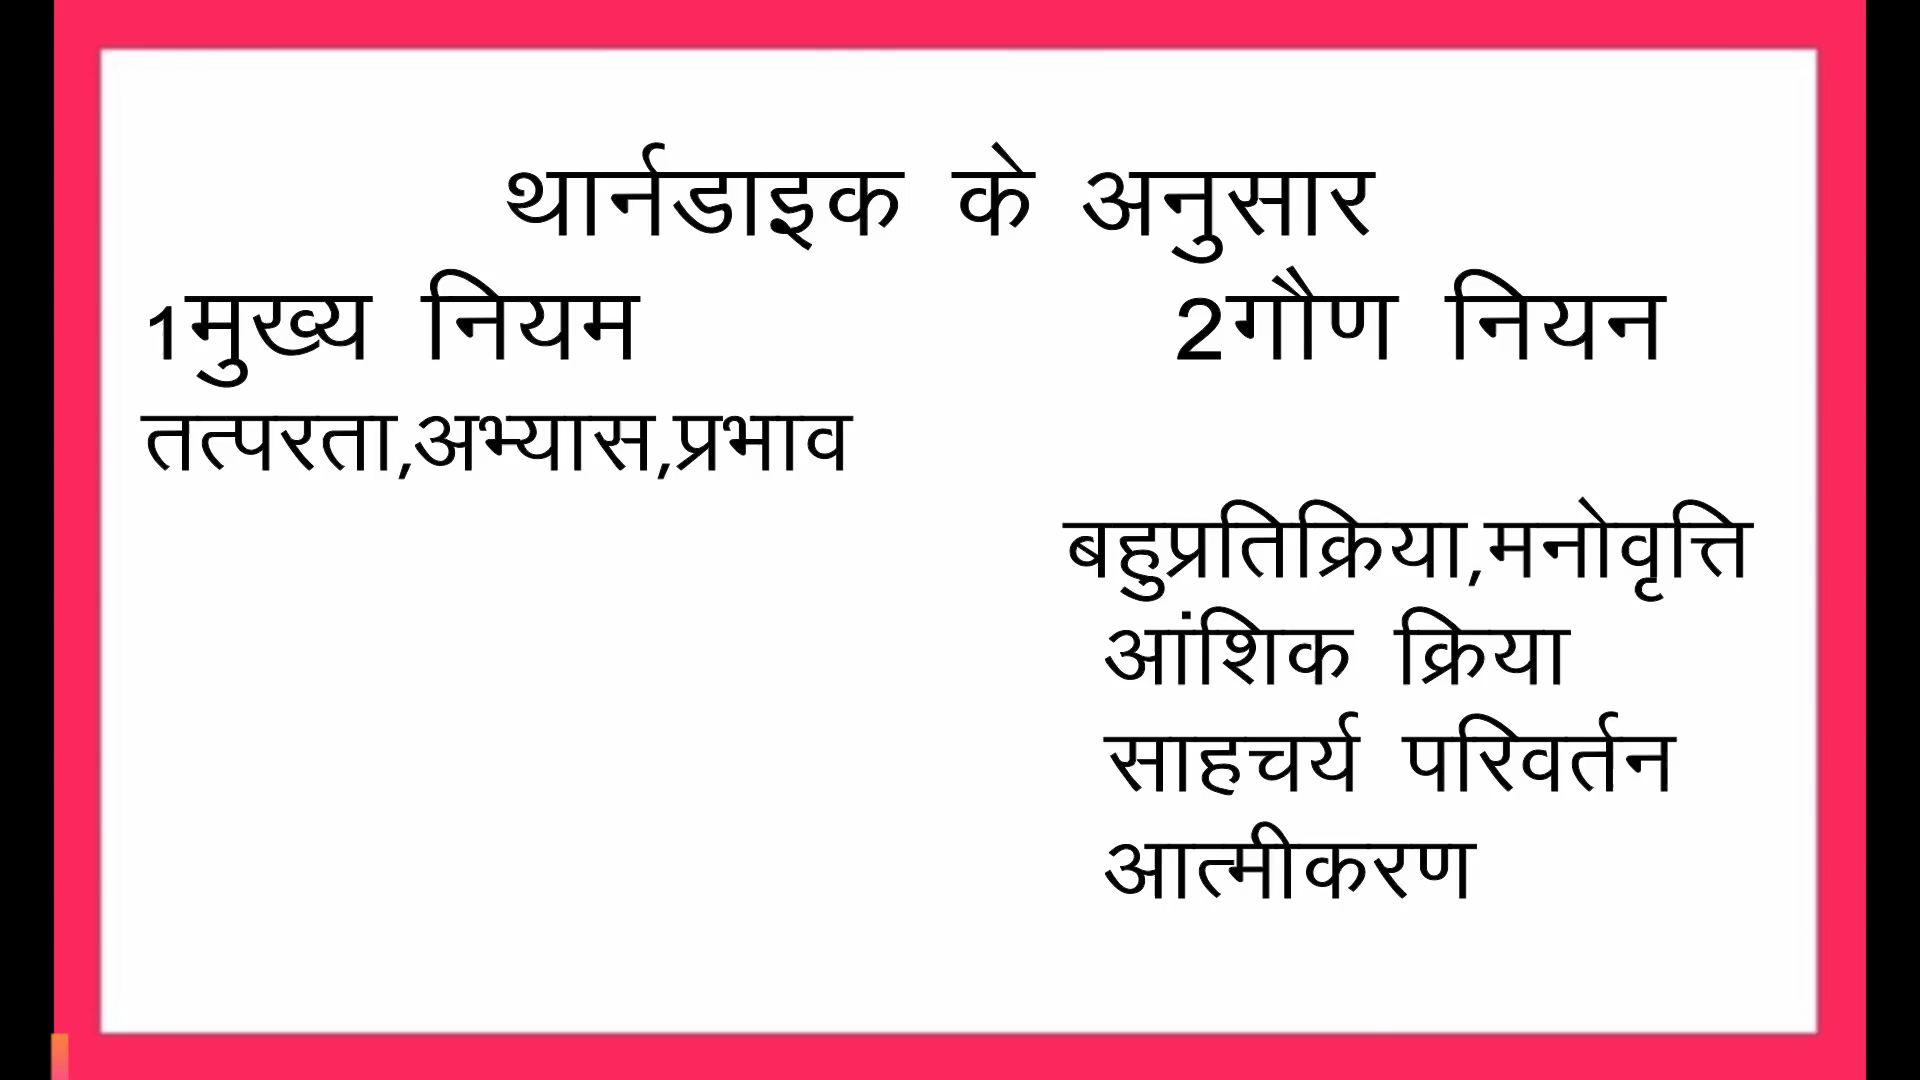 थार्नडाइक के अनुसार
1मुख्य नियम 2गौण नियन
तत्परता,अभ्यास,प्रभाव
बहुप्रतिक्रिया,मनोवृत्ति
आंशिक क्रिया
साहचर्य परिवर्तन
आत्मीकरण